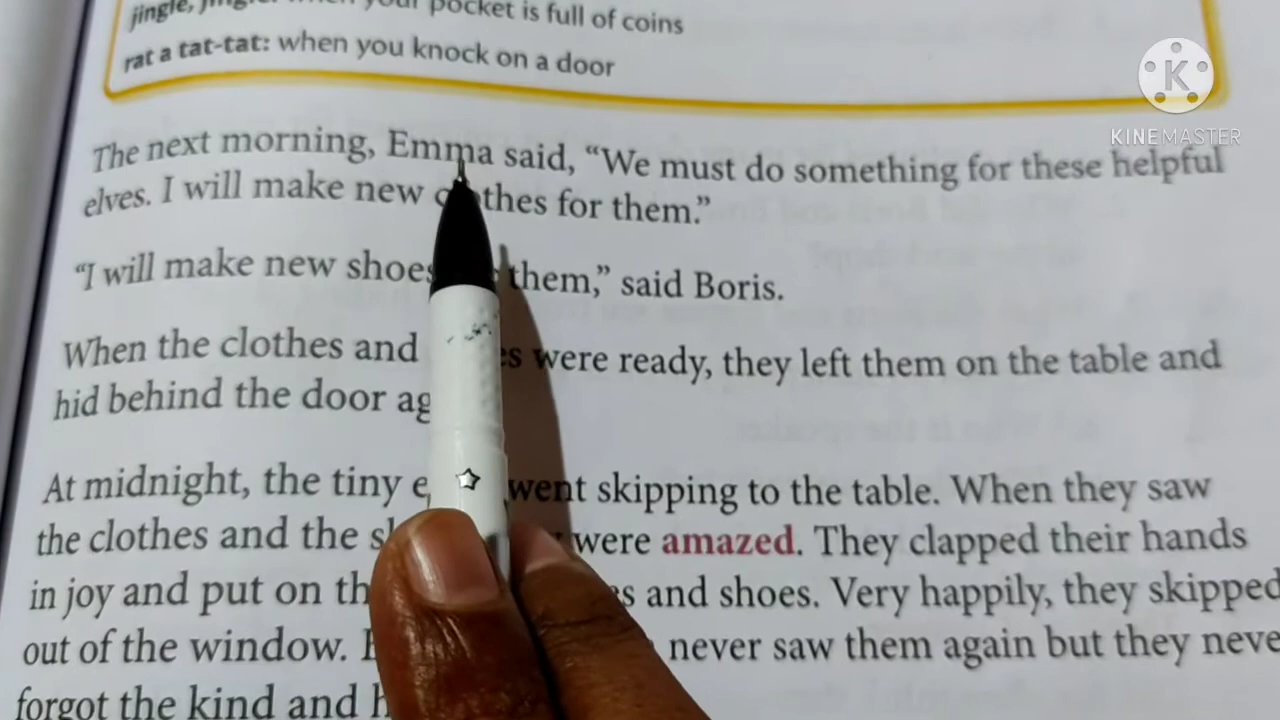 jingle, your pocket is full of coins
rat a tat-tat: when you knock on a door
K
KINEMASTER
The next morning, Emma said, “We must do something for these helpful
elves. I will make new clothes for them.”
“I will make new shoes them,” said Boris.
When the clothes and were ready, they left them on the table and
hid behind the door
At midnight, the tiny went skipping to the table. When they saw
the clothes and the were amazed. They clapped their hands
in joy and put on and shoes. Very happily, they skipped
out of the window. never saw them again but they
forgot the kind and